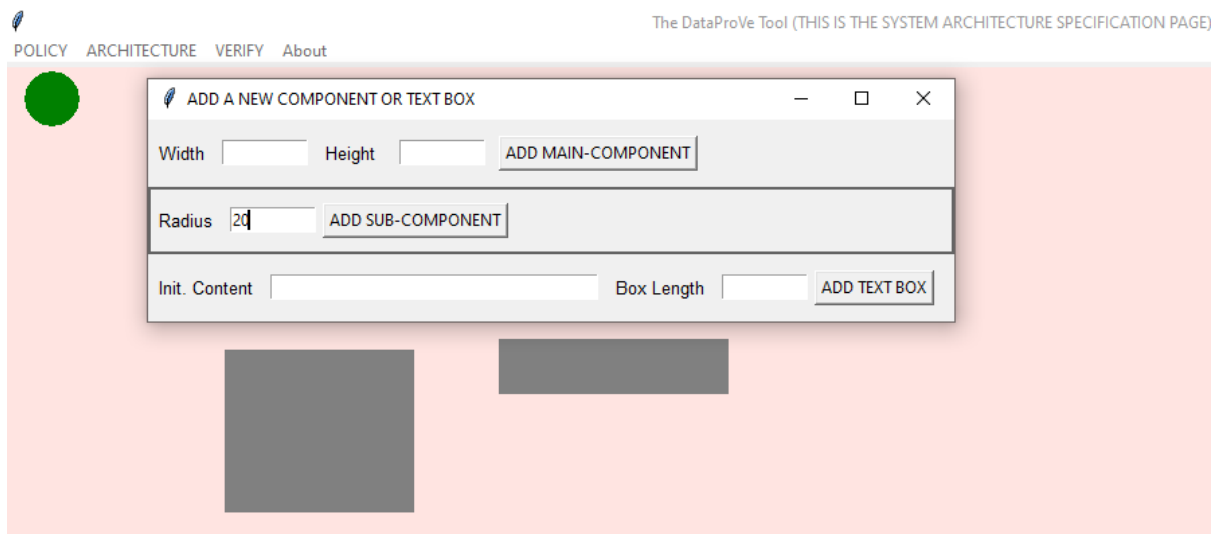 The DataProVe Tool (THIS IS THE SYSTEM ARCHITECTURE SPECIFICATION PAGE)
POLICY ARCHITECTURE VERIFY About
ADD A NEW COMPONENT OR TEXT BOX
Width Height ADD MAIN-COMPONENT
Radius 20 ADD SUB-COMPONENT
Init. Content Box Length ADD TEXT BOX